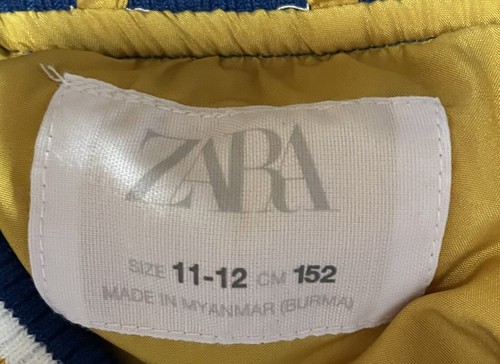 ZARA
SIZE 11-12 CM 152
MADE IN MYANMAR (BURMA)